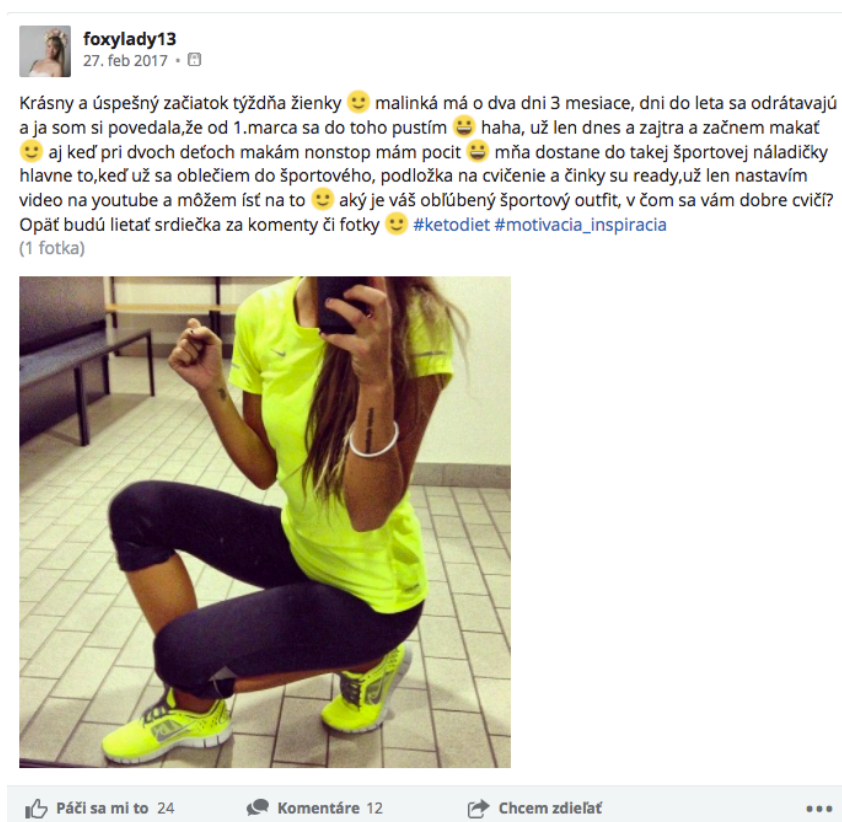 foxylady13
27. feb 2017 •
Krásny a úspešný začiatok týždňa žienky 🙂 malinká má o dva dni 3 mesiace, dni do leta sa odrátavajú
a ja som si povedala,že od 1.marca sa do toho pustím 😀 haha, už len dnes a zajtra a začnem makať
🙂 aj keď pri dvoch deťoch makám nonstop mám pocit 😀 mňa dostane do takej športovej náladičky
hlavne to,keď už sa oblečiem do športového, podložka na cvičenie a činky su ready,už len nastavím
video na youtube a môžem ísť na to 🙂 aký je váš obľúbený športový outfit, v čom sa vám dobre cvičí?
Opäť budú lietať srdiečka za komenty či fotky 🙂 #ketodiet #motivacia_inspiracia
(1 fotka)
Páči sa mi to 24 Komentáre 12 Chcem zdieľať